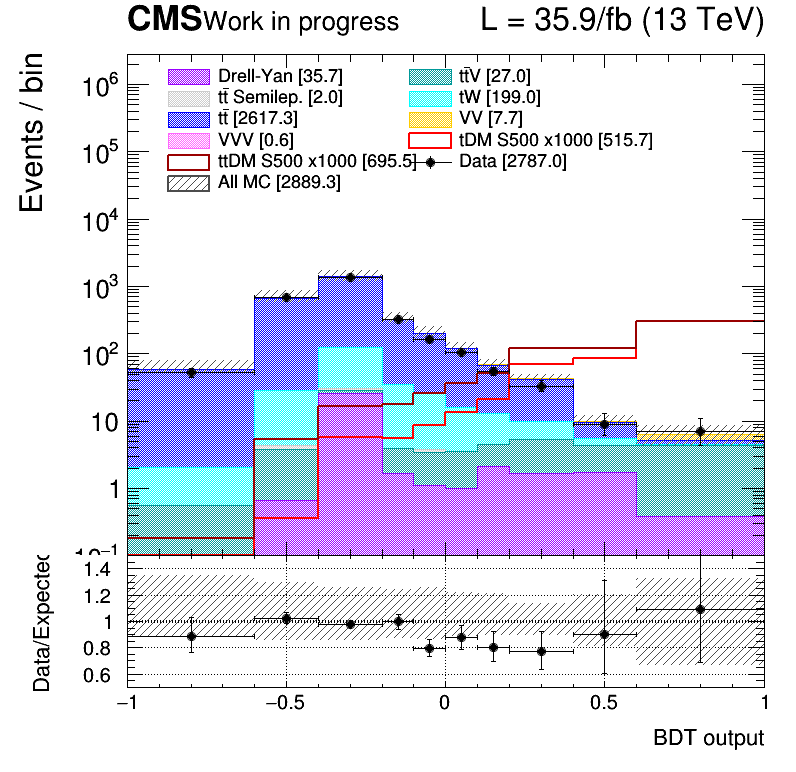 CMS Work in progress L = 35.9/fb (13 TeV)
Events / bin
Drell-Yan [35.7] tt̄V [27.0]
tt̄ Semilep. [2.0] tW [199.0]
tt̄ [2617.3] VV [7.7]
VVV [0.6] tDM S500 x1000 [515.7]
ttDM S500 x1000 [695.5] Data [2787.0]
All MC [2889.3]
10⁶
10⁵
10⁴
10³
10²
10
1
10⁻¹
Data/Expected
1.4
1.2
1
0.8
0.6
−1 −0.5 0 0.5 1
BDT output